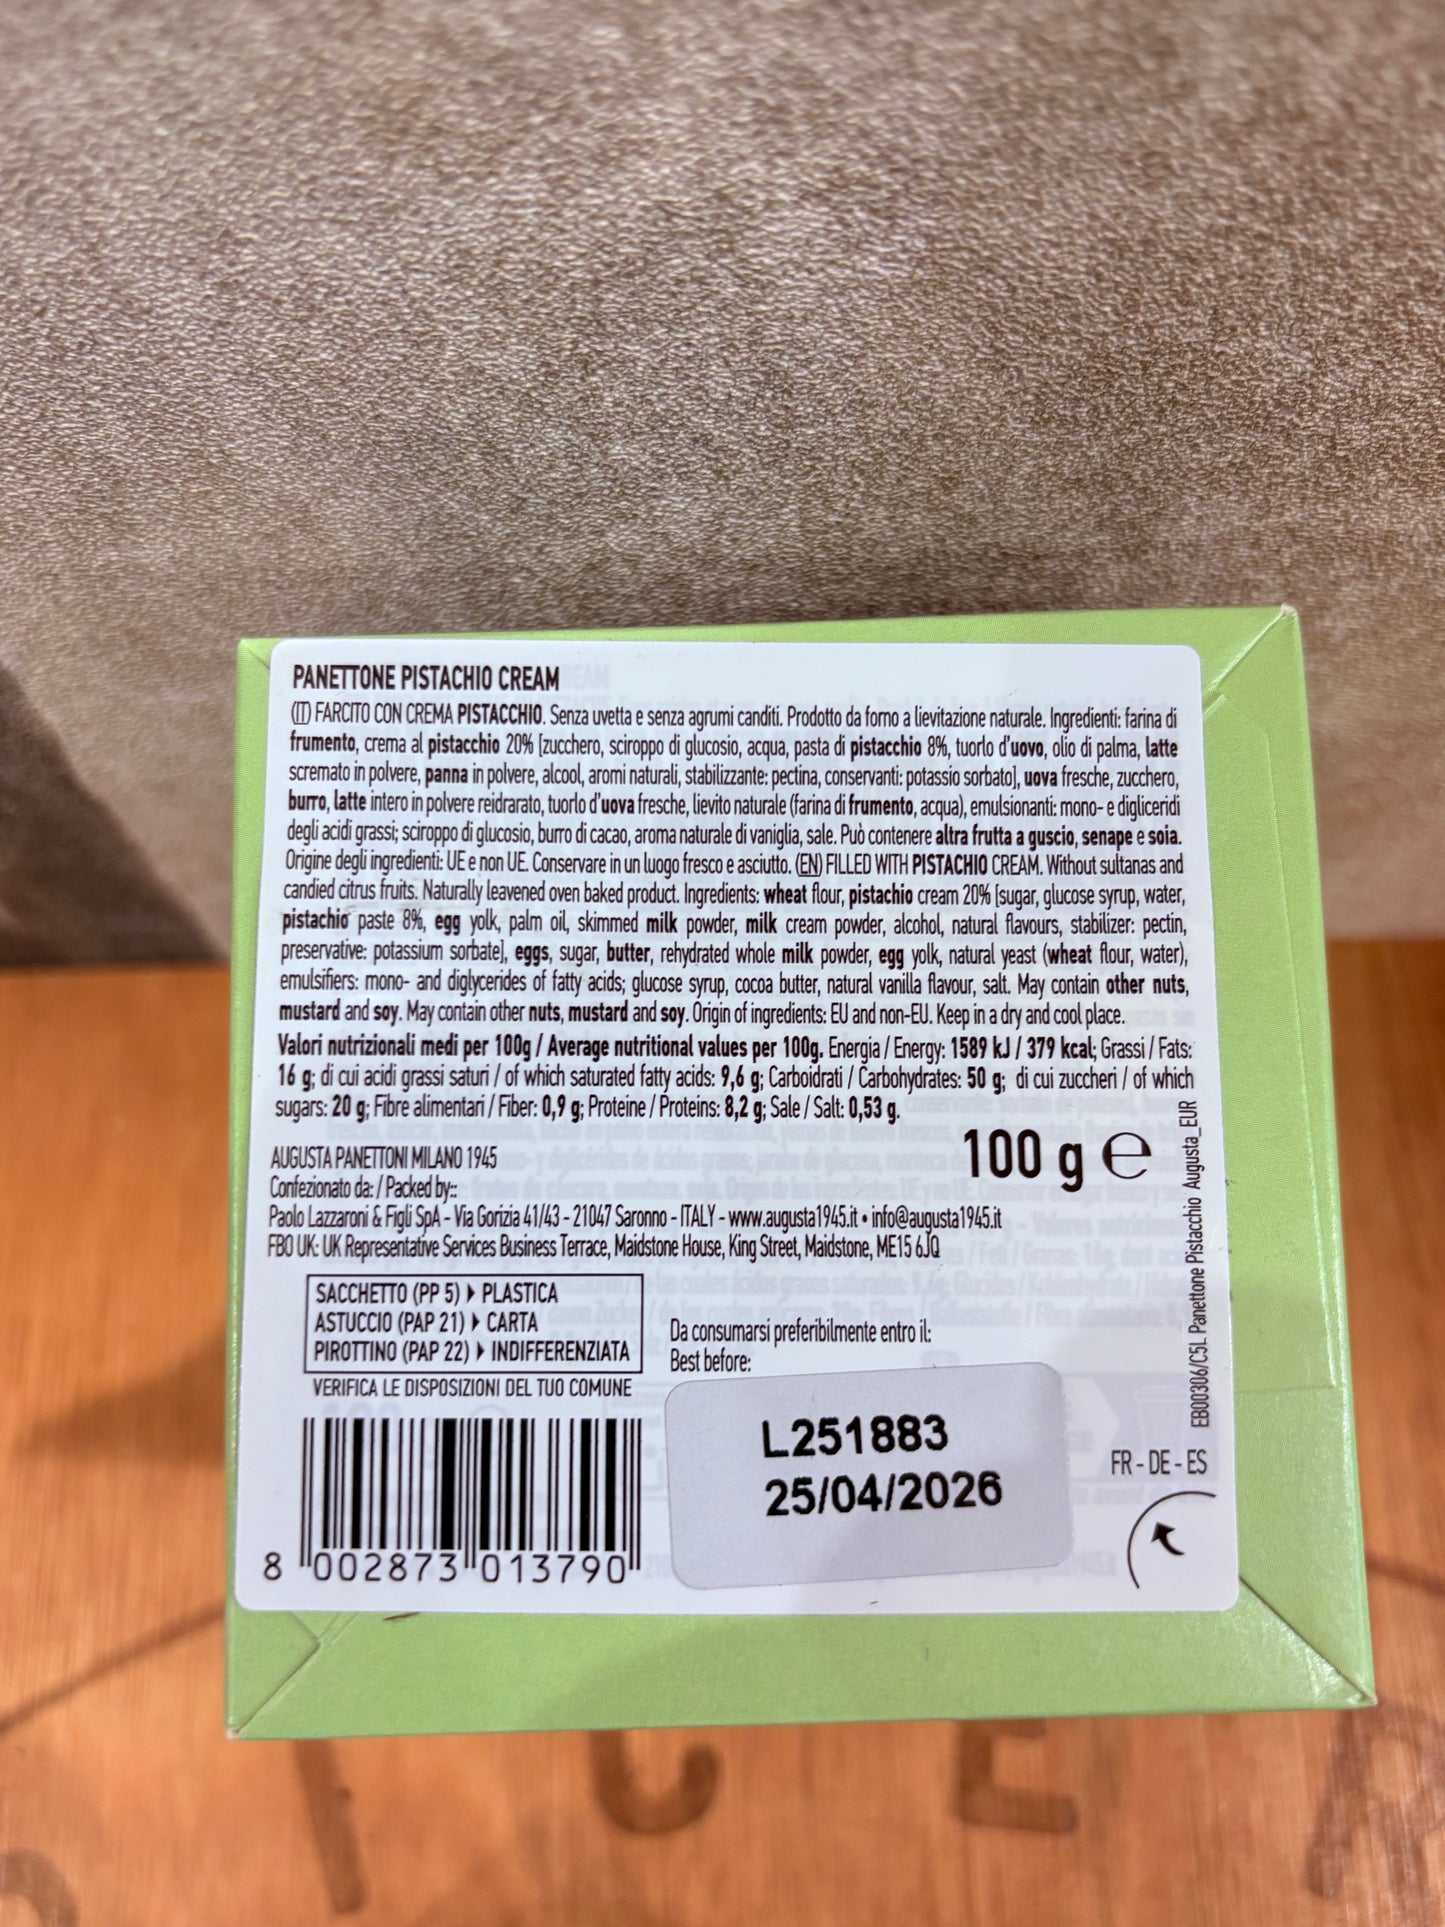 PANETTONE PISTACHIO CREAM
(IT) FARCITO CON CREMA PISTACCHIO. Senza uvetta e senza agrumi canditi. Prodotto da forno a lievitazione naturale. Ingredienti: farina di
frumento, crema al pistacchio 20% [zucchero, sciroppo di glucosio, acqua, pasta di pistacchio 8%, tuorlo d'uovo, olio di palma, latte
scremato in polvere, panna in polvere, alcool, aromi naturali, stabilizzante: pectina, conservanti: potassio sorbato], uova fresche, zucchero,
burro, latte intero in polvere reidrarato, tuorlo d'uova fresche, lievito naturale (farina di frumento, acqua), emulsionanti: mono- e digliceridi
degli acidi grassi; sciroppo di glucosio, burro di cacao, aroma naturale di vaniglia, sale. Può contenere altra frutta a guscio, senape e soia.
Origine degli ingredienti: UE e non UE. Conservare in un luogo fresco e asciutto. (EN) FILLED WITH PISTACHIO CREAM. Without sultanas and
candied citrus fruits. Naturally leavened oven baked product. Ingredients: wheat flour, pistachio cream 20% [sugar, glucose syrup, water,
pistachio paste 8%, egg yolk, palm oil, skimmed milk powder, milk cream powder, alcohol, natural flavours, stabilizer: pectin,
preservative: potassium sorbate], eggs, sugar, butter, rehydrated whole milk powder, egg yolk, natural yeast (wheat flour, water),
emulsifiers: mono- and diglycerides of fatty acids; glucose syrup, cocoa butter, natural vanilla flavour, salt. May contain other nuts,
mustard and soy. May contain other nuts, mustard and soy. Origin of ingredients: EU and non-EU. Keep in a dry and cool place.
Valori nutrizionali medi per 100g / Average nutritional values per 100g. Energia / Energy: 1589 kJ / 379 kcal; Grassi / Fats:
16 g; di cui acidi grassi saturi / of which saturated fatty acids: 9,6 g; Carboidrati / Carbohydrates: 50 g; di cui zuccheri / of which
sugars: 20 g; Fibre alimentari / Fiber: 0,9 g; Proteine / Proteins: 8,2 g; Sale / Salt: 0,53 g.
100 g ℮
AUGUSTA PANETTONI MILANO 1945
Confezionato da: / Packed by::
Paolo Lazzaroni & Figli SpA - Via Gorizia 41/43 - 21047 Saronno - ITALY - www.augusta1945.it • info@augusta1945.it
FBO UK: UK Representative Services Business Terrace, Maidstone House, King Street, Maidstone, ME15 6JQ
SACCHETTO (PP 5) ▸ PLASTICA
ASTUCCIO (PAP 21) ▸ CARTA
PIROTTINO (PAP 22) ▸ INDIFFERENZIATA
VERIFICA LE DISPOSIZIONI DEL TUO COMUNE
Da consumarsi preferibilmente entro il:
Best before:
L251883
25/04/2026
8 002873 013790
FR - DE - ES
EB00306/C5L Panettone Pistacchio Augusta_EUR